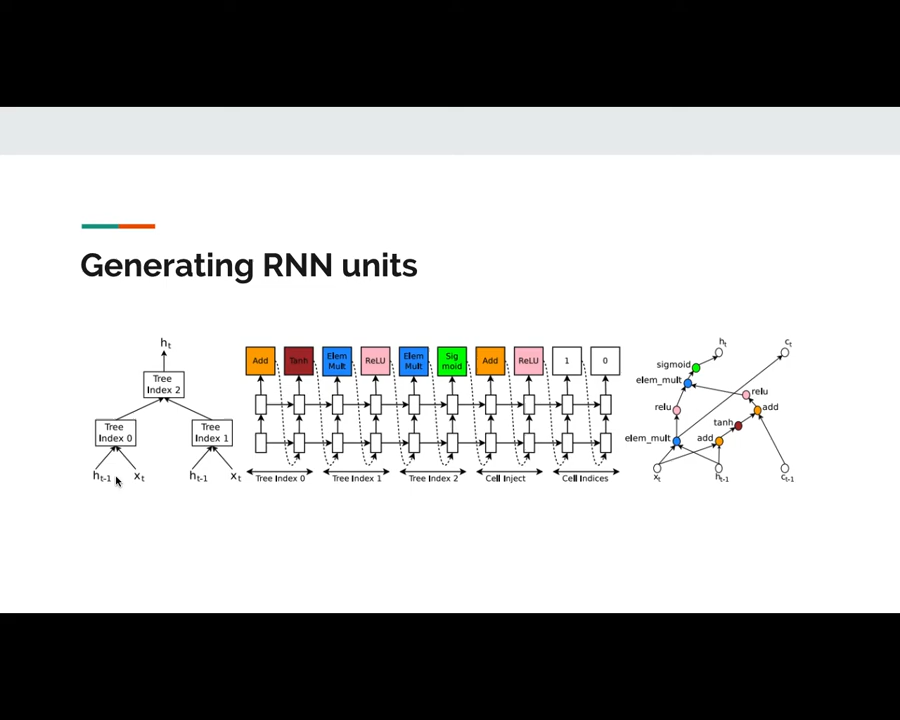 Generating RNN units
h_t
Tree
Index 2
Tree
Index 0
Tree
Index 1
h_t-1
x_t
h_t-1
x_t
Add
Tanh
Elem
Mult
ReLU
Elem
Mult
Sig
moid
Add
ReLU
1
0
Tree Index 0
Tree Index 1
Tree Index 2
Cell Inject
Cell Indices
h_t
c_t
sigmoid
elem_mult
relu
relu
add
tanh
elem_mult
add
x_t
h_t-1
c_t-1